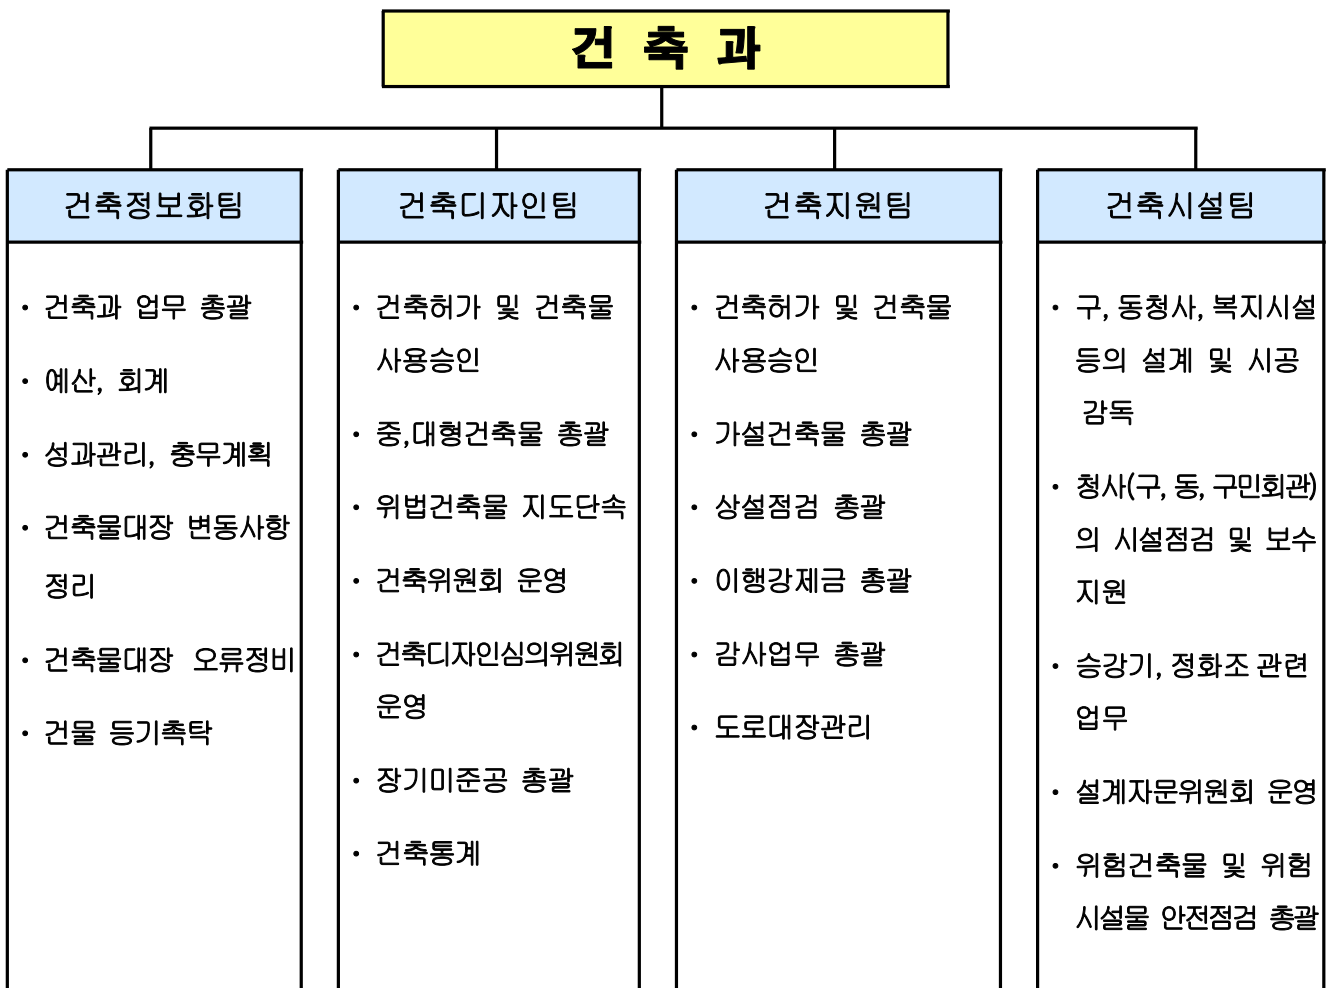 건 축 과
건축정보화팀
· 건축과 업무 총괄
· 예산, 회계
· 성과관리, 충무계획
· 건축물대장 변동사항
정리
· 건축물대장 오류정비
· 건물 등기촉탁
건축디자인팀
· 건축허가 및 건축물
사용승인
· 중,대형건축물 총괄
· 위법건축물 지도단속
· 건축위원회 운영
· 건축디자인심의위원회
운영
· 장기미준공 총괄
· 건축통계
건축지원팀
· 건축허가 및 건축물
사용승인
· 가설건축물 총괄
· 상설점검 총괄
· 이행강제금 총괄
· 감사업무 총괄
· 도로대장관리
건축시설팀
· 구, 동청사, 복지시설
등의 설계 및 시공
감독
· 청사(구, 동, 구민회관)
의 시설점검 및 보수
지원
· 승강기, 정화조 관련
업무
· 설계자문위원회 운영
· 위험건축물 및 위험
시설물 안전점검 총괄